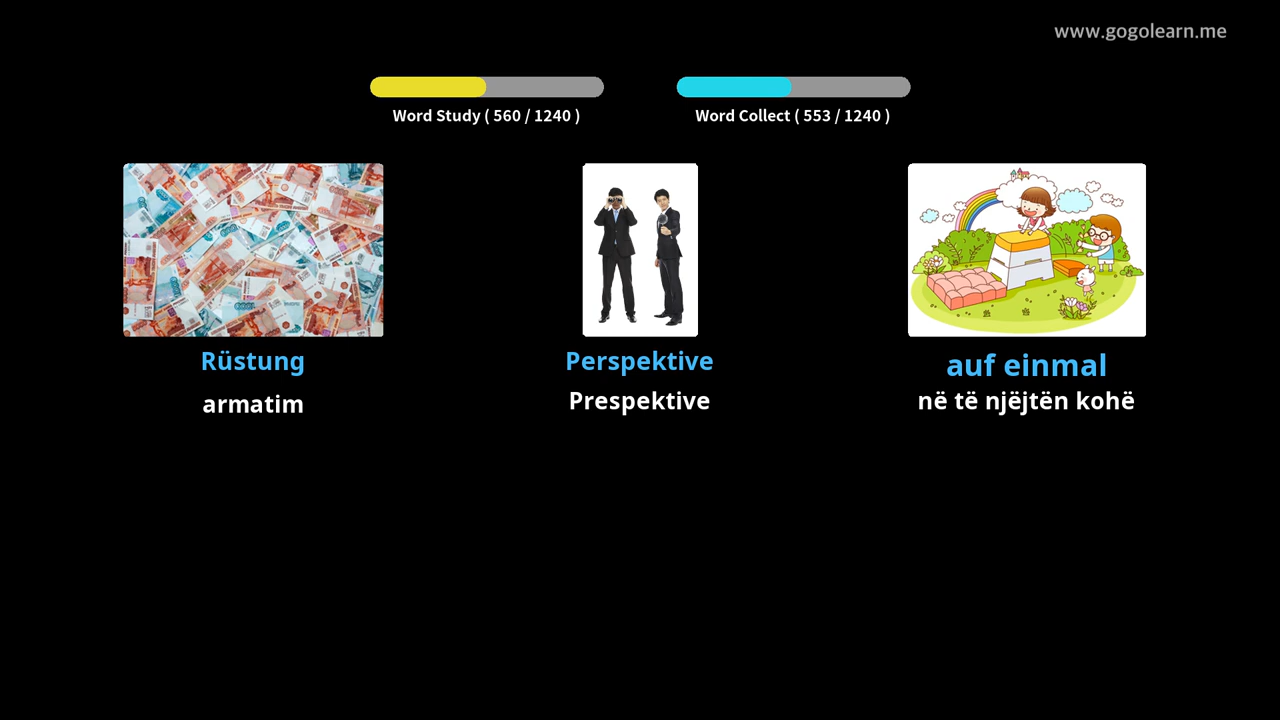 www.gogolearn.me
Word Study ( 560 / 1240 )
Word Collect ( 553 / 1240 )
Rüstung
armatim
Perspektive
Prespektive
auf einmal
në të njëjtën kohë